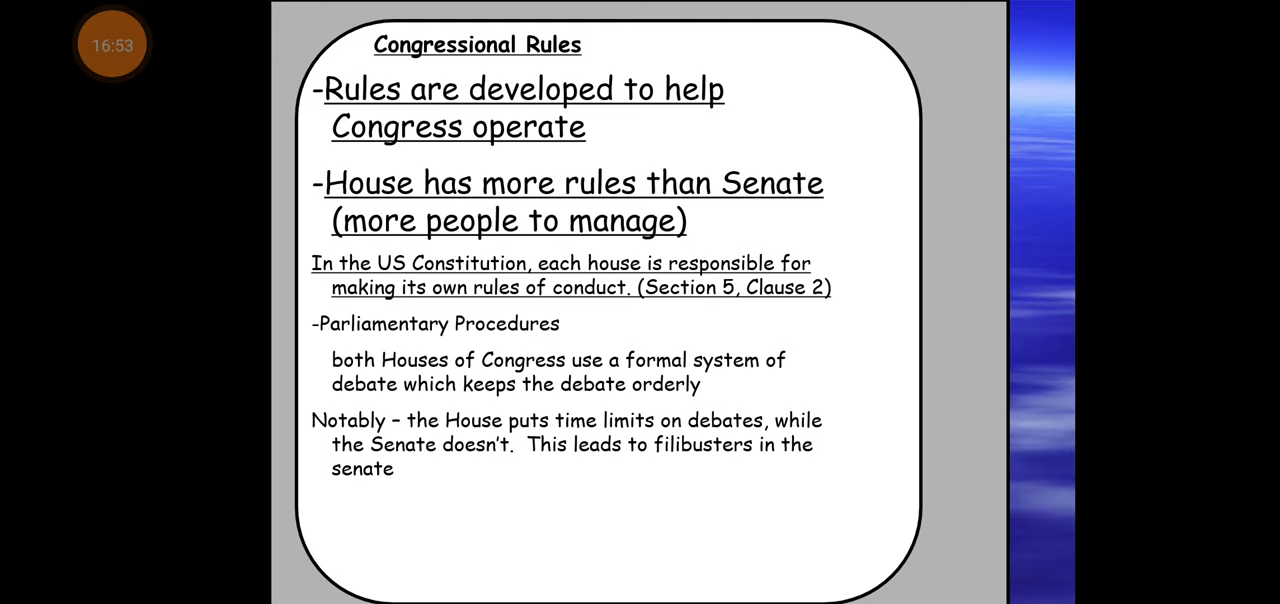 16:53
Congressional Rules
-Rules are developed to help
Congress operate
-House has more rules than Senate
(more people to manage)
In the US Constitution, each house is responsible for
making its own rules of conduct. (Section 5, Clause 2)
-Parliamentary Procedures
both Houses of Congress use a formal system of
debate which keeps the debate orderly
Notably – the House puts time limits on debates, while
the Senate doesn't. This leads to filibusters in the
senate